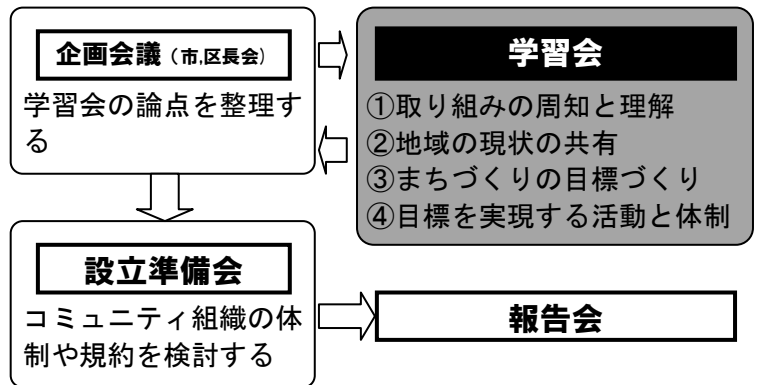 企画会議（市,区長会）
学習会の論点を整理す
る
学習会
①取り組みの周知と理解
②地域の現状の共有
③まちづくりの目標づくり
④目標を実現する活動と体制
設立準備会
コミュニティ組織の体
制や規約を検討する
報告会